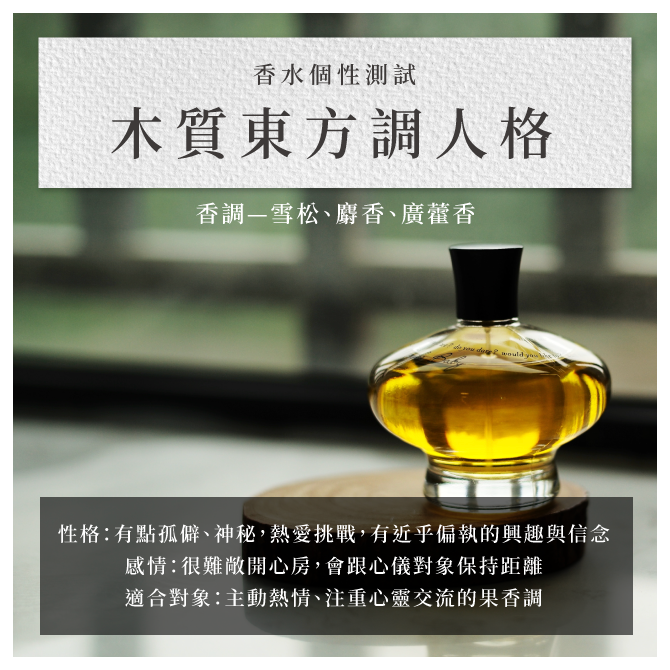 香水個性測試
木質東方調人格
香調—雪松、麝香、廣藿香
性格：有點孤僻、神秘，熱愛挑戰，有近乎偏執的興趣與信念
感情：很難敞開心房，會跟心儀對象保持距離
適合對象：主動熱情、注重心靈交流的果香調